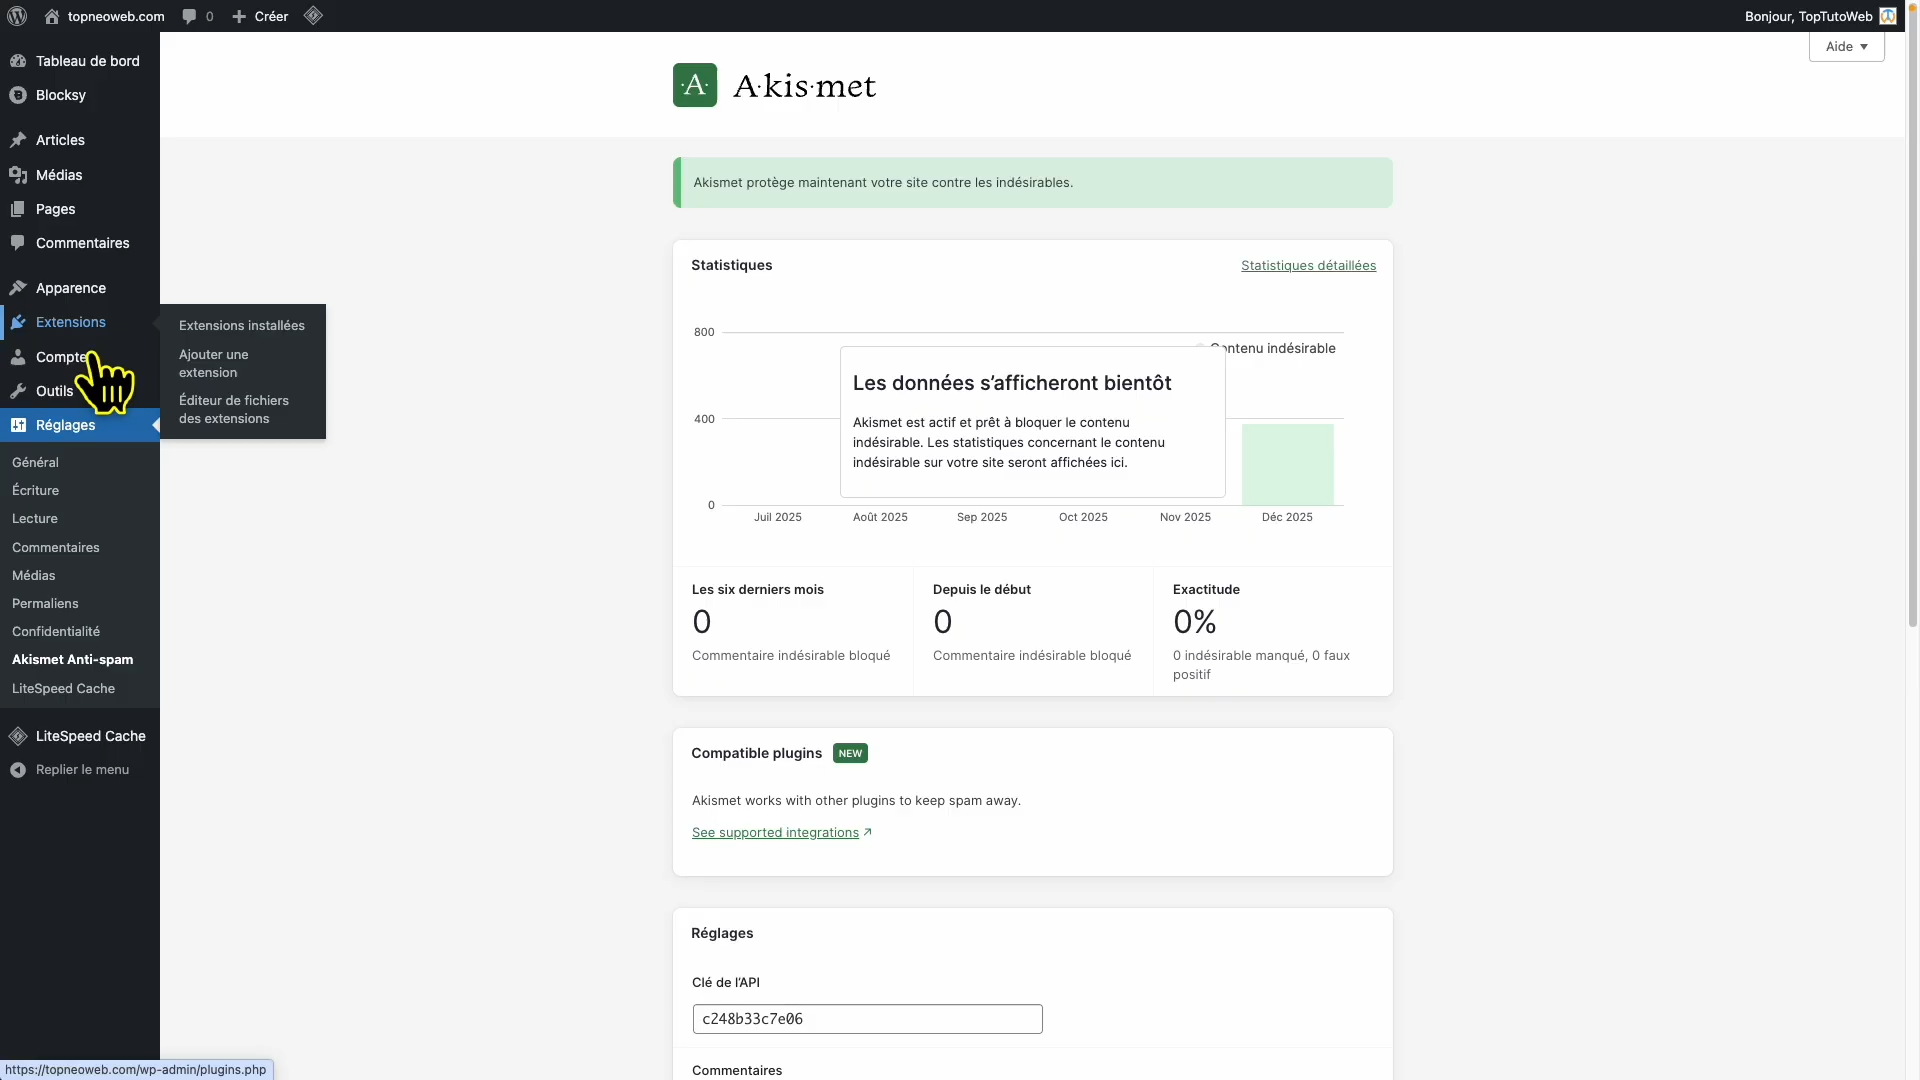 topneoweb.com
0
Créer
Bonjour, TopTutoWeb
Aide
Tableau de bord
Blocksy
Articles
Médias
Pages
Commentaires
Apparence
Extensions
Compte
Outils
Réglages
Extensions installées
Ajouter une
extension
Éditeur de fichiers
des extensions
Général
Écriture
Lecture
Commentaires
Médias
Permaliens
Confidentialité
Akismet Anti-spam
LiteSpeed Cache
LiteSpeed Cache
Replier le menu
A A·kis·met
Akismet protège maintenant votre site contre les indésirables.
Statistiques
Statistiques détaillées
800
Contenu indésirable
Les données s’afficheront bientôt
Akismet est actif et prêt à bloquer le contenu
indésirable. Les statistiques concernant le contenu
indésirable sur votre site seront affichées ici.
400
0
Juil 2025 Août 2025 Sep 2025 Oct 2025 Nov 2025 Déc 2025
Les six derniers mois
0
Commentaire indésirable bloqué
Depuis le début
0
Commentaire indésirable bloqué
Exactitude
0%
0 indésirable manqué, 0 faux
positif
Compatible plugins NEW
Akismet works with other plugins to keep spam away.
See supported integrations ↗
Réglages
Clé de l’API
c248b33c7e06
Commentaires
https://topneoweb.com/wp-admin/plugins.php